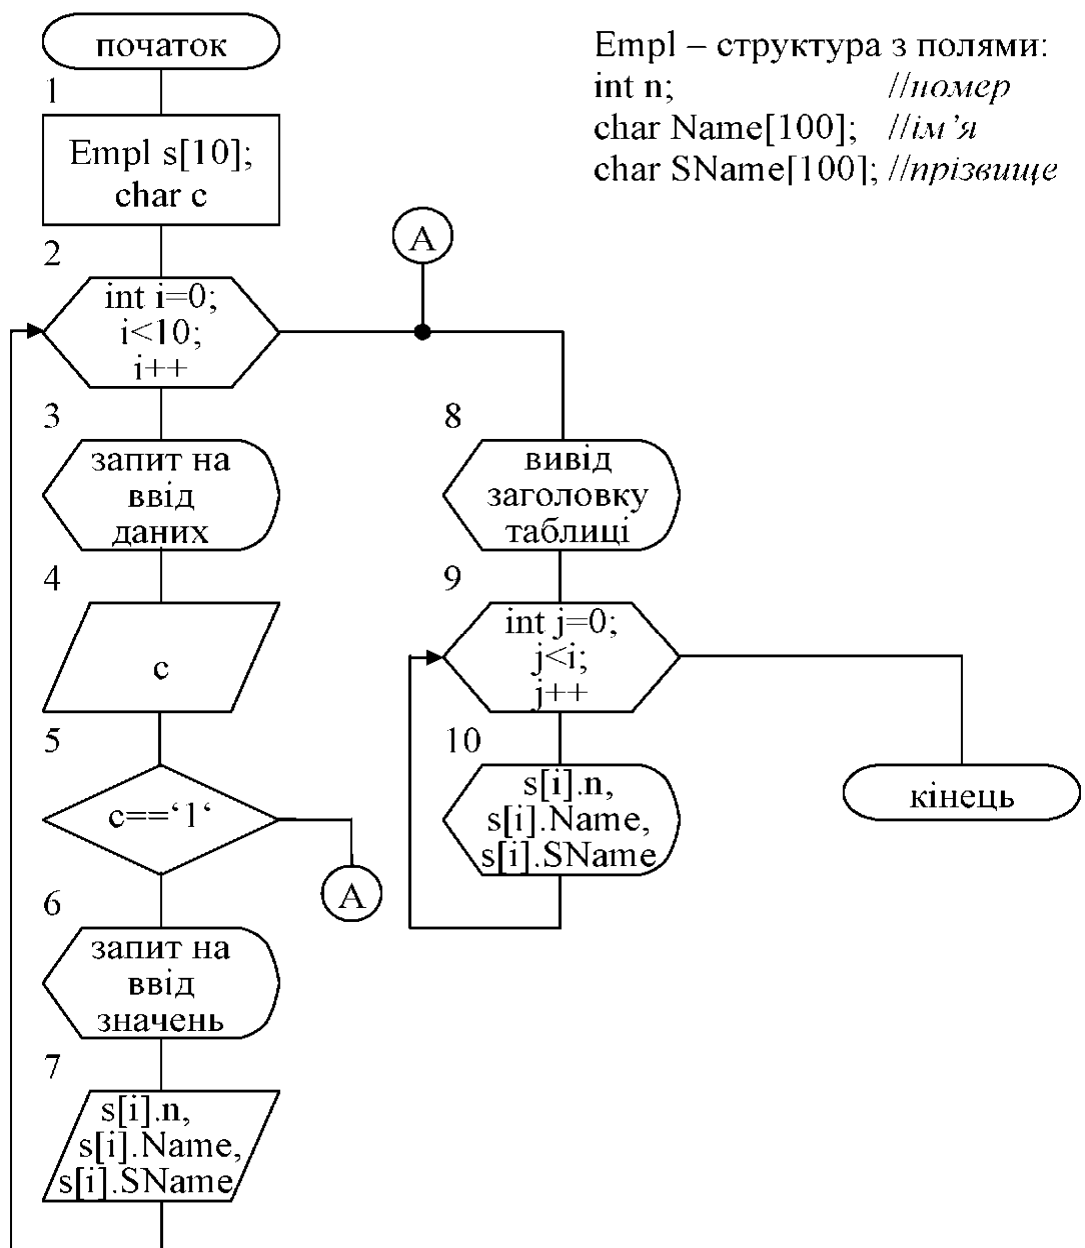 початок
Empl – структура з полями:
int n; //номер
char Name[100]; //ім’я
char SName[100]; //прізвище
1
Empl s[10];
char c
2
int i=0;
i<10;
i++
A
3
запит на
ввід
даних
4
c
5
c==‘1‘
A
6
запит на
ввід
значень
7
s[i].n,
s[i].Name,
s[i].SName
8
вивід
заголовку
таблиці
9
int j=0;
j<i;
j++
10
s[i].n,
s[i].Name,
s[i].SName
кінець